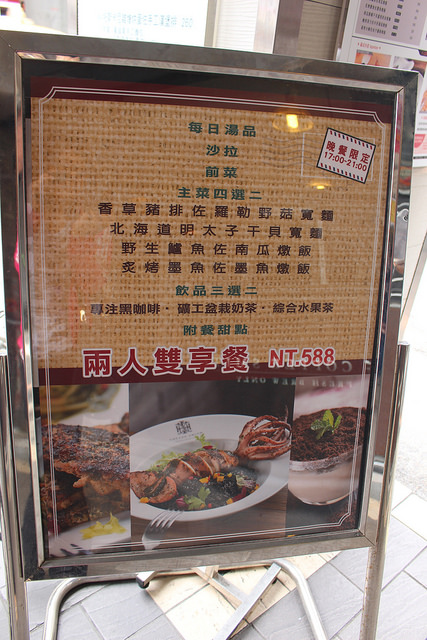 每日湯品
沙拉
前菜
晚餐限定
17:00-21:00
主菜四選二
香草豬排佐羅勒野菇寬麵
北海道明太子干貝寬麵
野生鱸魚佐南瓜燉飯
炙烤墨魚佐墨魚燉飯
飲品三選二
專注黑咖啡．礦工盆栽奶茶．綜合水果茶
附餐甜點
兩人雙享餐 NT.588